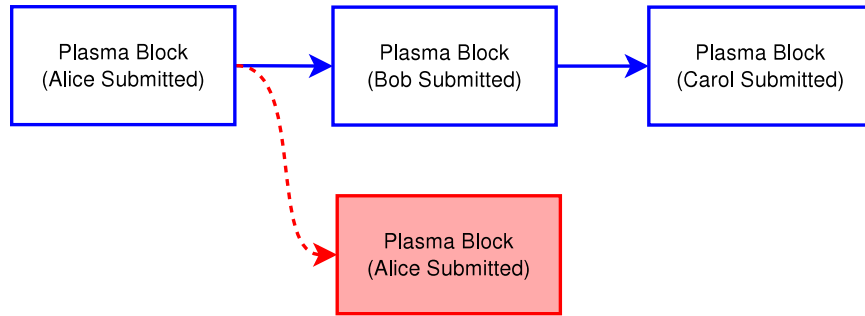 Plasma Block
(Alice Submitted)
Plasma Block
(Bob Submitted)
Plasma Block
(Carol Submitted)
Plasma Block
(Alice Submitted)